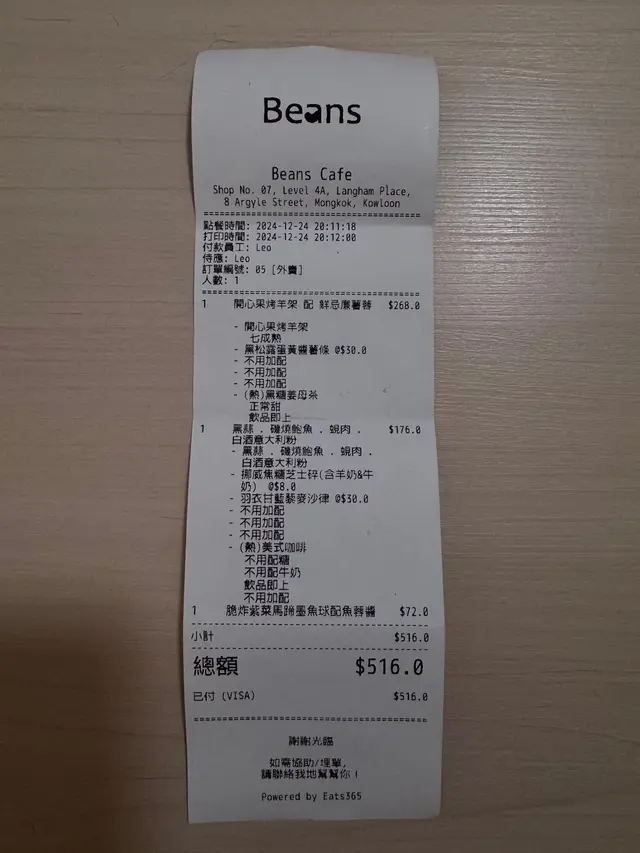 Beans
Beans Cafe
Shop No. 07, Level 4A, Langham Place,
8 Argyle Street, Mongkok, Kowloon
點餐時間: 2024-12-24 20:11:18
打印時間: 2024-12-24 20:12:00
付款員工: Leo
侍應: Leo
訂單編號: 05 [外賣]
人數: 1
1 開心果烤羊架 配 鮮忌廉薯蓉 $268.0
- 開心果烤羊架
七成熟
- 黑松露蛋黃醬薯條 @$30.0
- 不用加配
- 不用加配
- 不用加配
- (熱)黑糖姜母茶
正常甜
飲品即上
1 黑蒜 . 磯燒鮑魚 . 蜆肉 . $176.0
白酒意大利粉
- 黑蒜 . 磯燒鮑魚 . 蜆肉 .
白酒意大利粉
- 挪威焦糖芝士碎(含羊奶&牛
奶) @$8.0
- 羽衣甘藍藜麥沙律 @$30.0
- 不用加配
- 不用加配
- 不用加配
- (熱)美式咖啡
不用配糖
不用配牛奶
飲品即上
不用加配
1 脆炸紫菜馬蹄墨魚球配魚蓉醬 $72.0
小計 $516.0
總額 $516.0
已付 (VISA) $516.0
謝謝光臨
如需協助/埋單,
請聯絡我地幫幫你!
Powered by Eats365